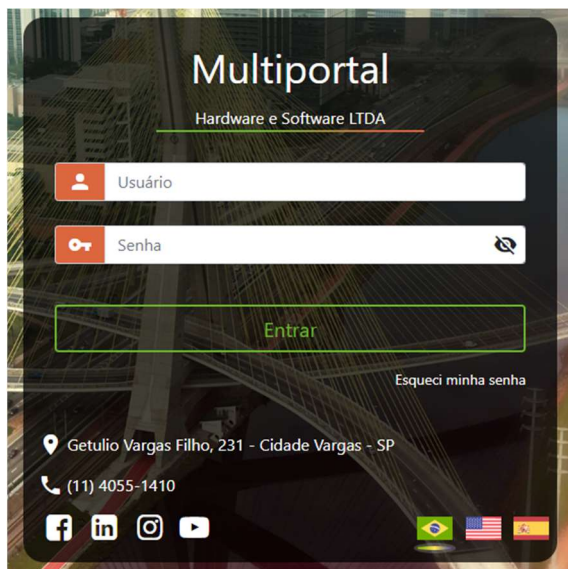 Multiportal
Hardware e Software LTDA
Usuário
Senha
Entrar
Esqueci minha senha
Getulio Vargas Filho, 231 - Cidade Vargas - SP
(11) 4055-1410